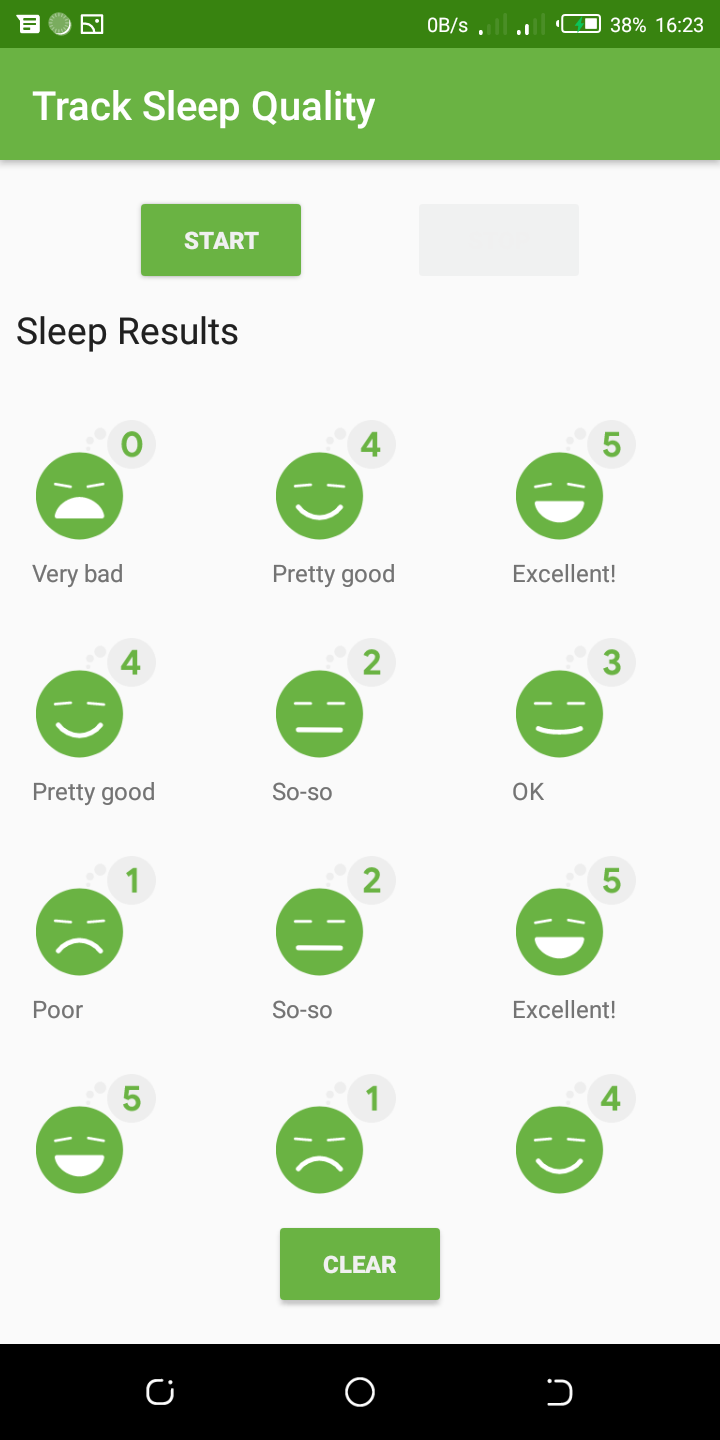 0B/s 38% 16:23
Track Sleep Quality
START
Sleep Results
0 4 5
Very bad Pretty good Excellent!
4 2 3
Pretty good So-so OK
1 2 5
Poor So-so Excellent!
5 1 4
CLEAR